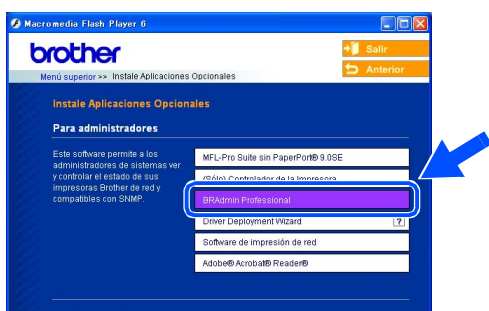 Macromedia Flash Player 6
brother
Salir
Anterior
Menú superior >> Instale Aplicaciones Opcionales
Instale Aplicaciones Opcionales
Para administradores
Este software permite a los
administradores de sistemas ver
y controlar el estado de sus
impresoras Brother de red y
compatibles con SNMP.
MFL-Pro Suite sin PaperPort® 9.0SE
(Sólo) Controlador de la Impresora
BRAdmin Professional
Driver Deployment Wizard ?
Software de impresión de red
Adobe® Acrobat® Reader®